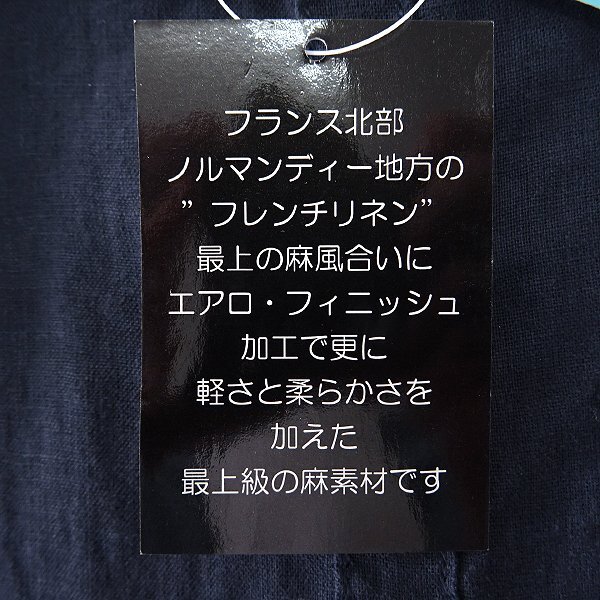 フランス北部
ノルマンディー地方の
”フレンチリネン”
最上の麻風合いに
エアロ・フィニッシュ
加工で更に
軽さと柔らかさを
加えた
最上級の麻素材です